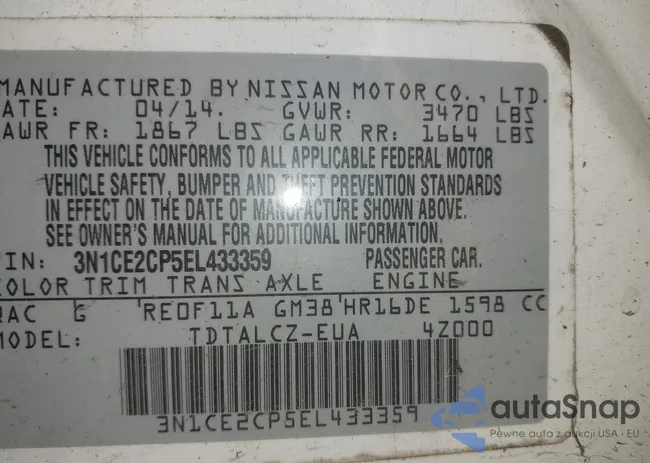 MANUFACTURED BY NISSAN MOTOR CO., LTD.
DATE: 04/14. GVWR: 3470 LBS
GAWR FR: 1867 LBS GAWR RR: 1664 LBS
THIS VEHICLE CONFORMS TO ALL APPLICABLE FEDERAL MOTOR
VEHICLE SAFETY, BUMPER AND THEFT PREVENTION STANDARDS
IN EFFECT ON THE DATE OF MANUFACTURE SHOWN ABOVE.
SEE OWNER'S MANUAL FOR ADDITIONAL INFORMATION.
VIN: 3N1CE2CP5EL433359 PASSENGER CAR.
COLOR TRIM TRANS AXLE ENGINE
QAC G RE0F11A GM38 HR16DE 1598 CC
MODEL: TDTALCZ-EUA 4Z000
3N1CE2CP5EL433359
autaSnap
Pewne auta z aukcji USA i EU